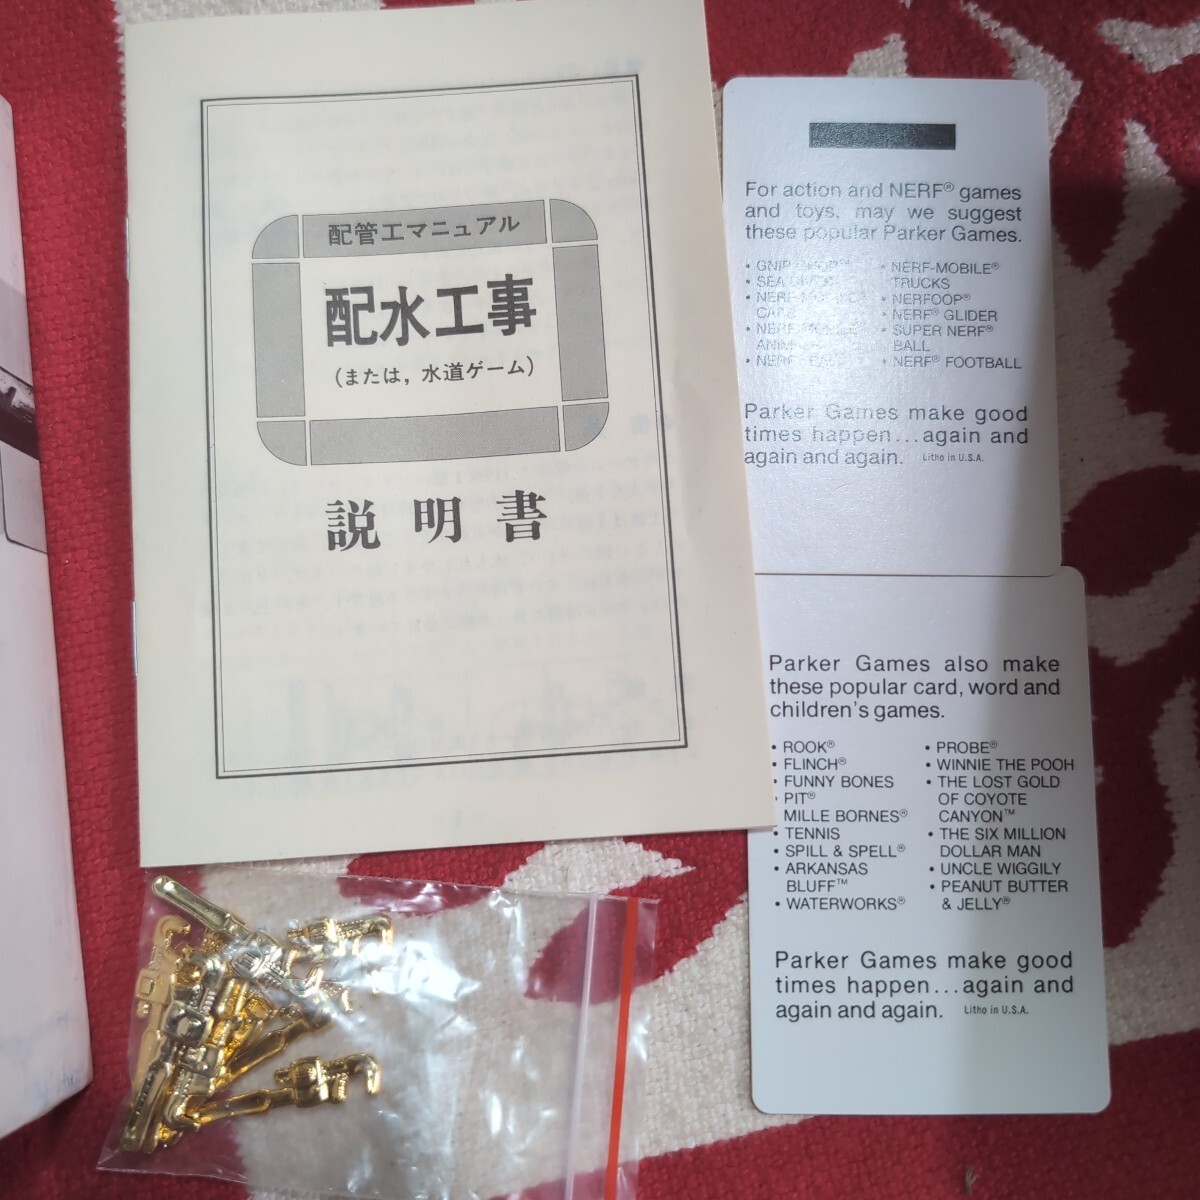 配管工マニュアル
配水工事
(または, 水道ゲーム)
説明書
For action and NERF® games
and toys, may we suggest
these popular Parker Games.
• NERF-MOBILE®
TRUCKS
• NERFOOP®
• NERF® GLIDER
• SUPER NERF®
BALL
• NERF® FOOTBALL
Parker Games make good
times happen...again and
again and again. Litho in U.S.A.
Parker Games also make
these popular card, word and
children's games.
• ROOK®
• FLINCH®
• FUNNY BONES
• PIT®
MILLE BORNES®
• TENNIS
• SPILL & SPELL®
• ARKANSAS
BLUFF™
• WATERWORKS®
• PROBE®
• WINNIE THE POOH
• THE LOST GOLD
OF COYOTE
CANYON™
• THE SIX MILLION
DOLLAR MAN
• UNCLE WIGGILY
• PEANUT BUTTER
& JELLY®
Parker Games make good
times happen...again and
again and again. Litho in U.S.A.